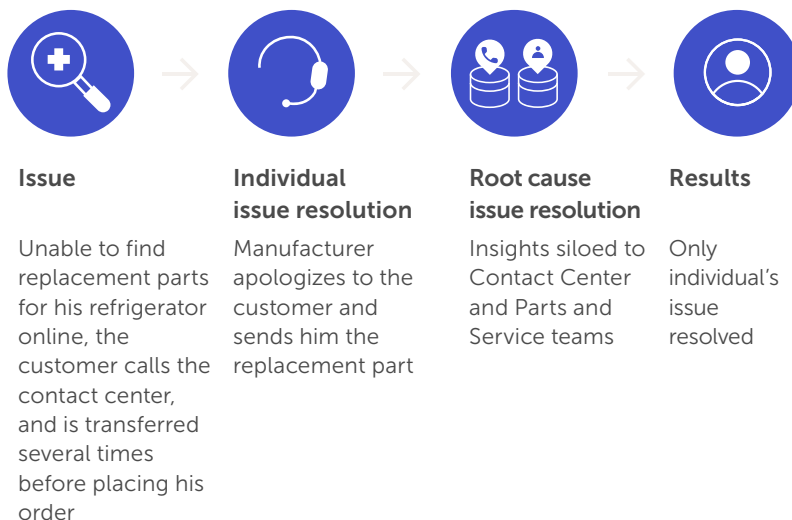 Issue
Unable to find
replacement parts
for his refrigerator
online, the
customer calls the
contact center,
and is transferred
several times
before placing his
order
Individual
issue resolution
Manufacturer
apologizes to the
customer and
sends him the
replacement part
Root cause
issue resolution
Insights siloed to
Contact Center
and Parts and
Service teams
Results
Only
individual's
issue
resolved